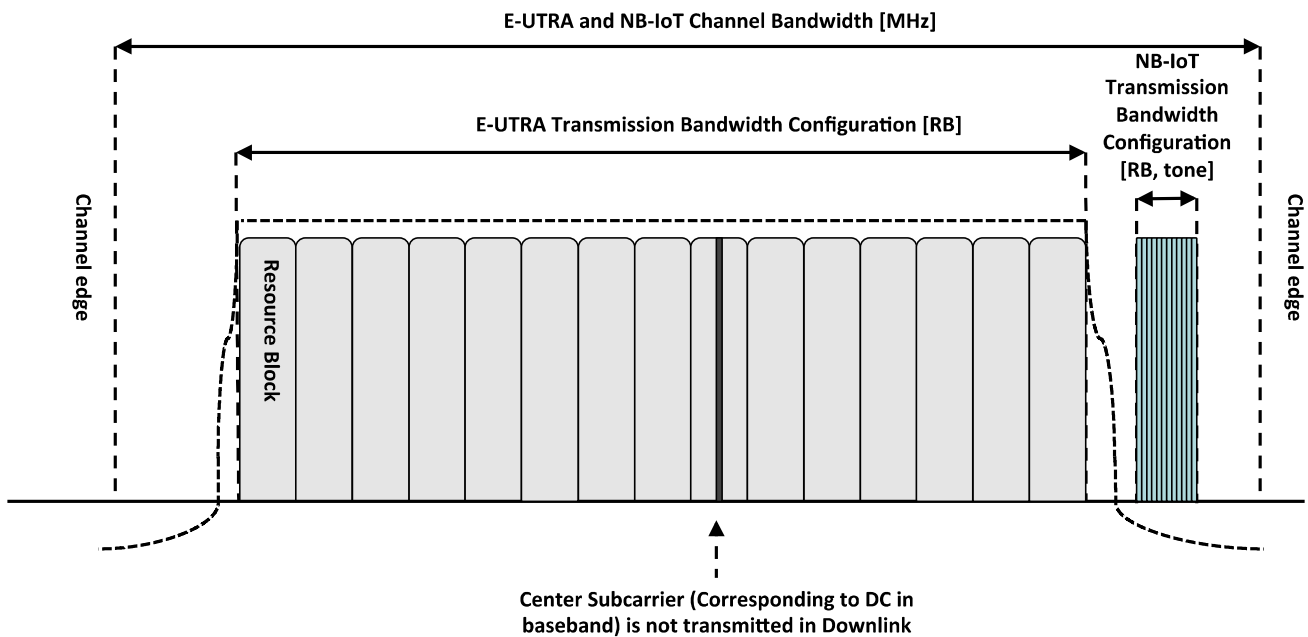 E-UTRA and NB-IoT Channel Bandwidth [MHz]
NB-IoT
Transmission
Bandwidth
Configuration
[RB, tone]
E-UTRA Transmission Bandwidth Configuration [RB]
Channel edge
Resource Block
Channel edge
Center Subcarrier (Corresponding to DC in
baseband) is not transmitted in Downlink